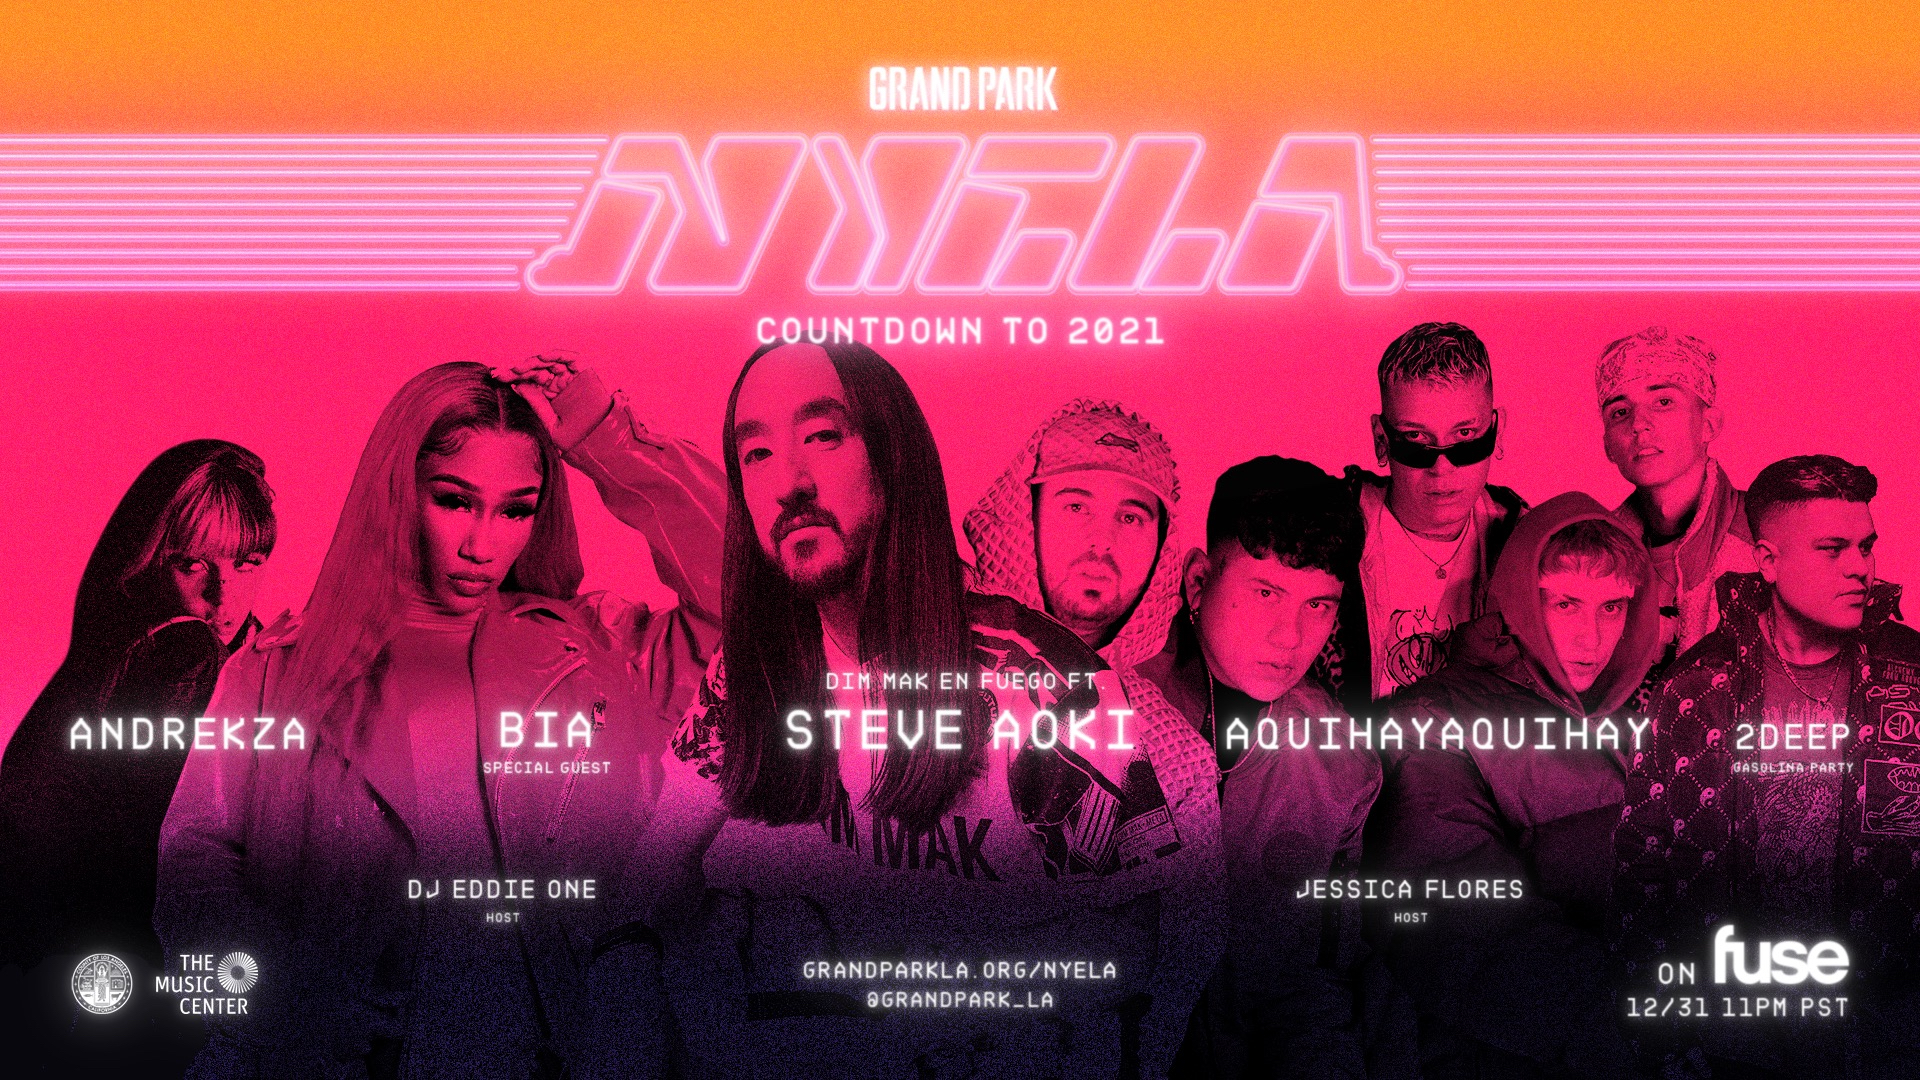 GRAND PARK
NYELA
COUNTDOWN TO 2021
DIM MAK EN FUEGO FT.
ANDREKZA
BIA
SPECIAL GUEST
STEVE AOKI
AQUIHAYAQUIHAY
2DEEP
GASOLINA PARTY
MAK
DJ EDDIE ONE
HOST
JESSICA FLORES
HOST
THE
MUSIC
CENTER
GRANDPARKLA.ORG/NYELA
@GRANDPARK_LA
ON fuse
12/31 11PM PST